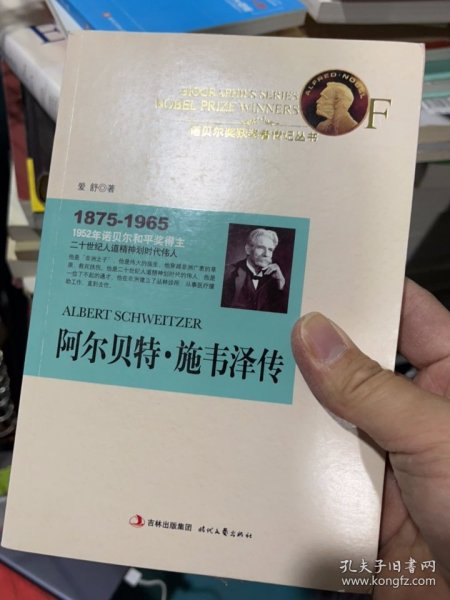 BIOGRAPHIES SERIES
NOBEL PRIZE WINNERS
OF
ALFRED·NOBEL
诺贝尔奖获得者传记丛书
爱 舒◎著
1875-1965
1952年诺贝尔和平奖得主
二十世纪人道精神划时代伟人
ALBERT SCHWEITZER
阿尔贝特·施韦泽传
吉林出版集团
时代文艺出版社
孔夫子旧书网
www.kongfz.com